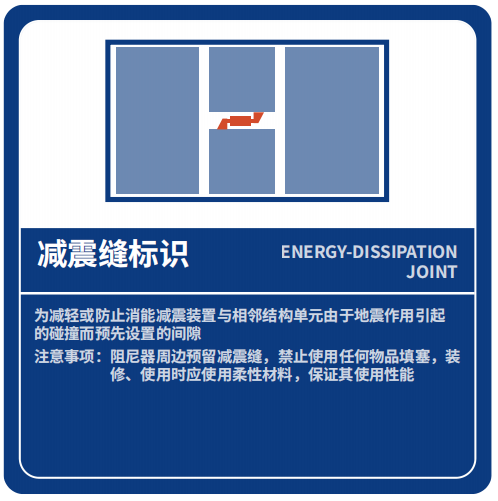 减震缝标识
ENERGY-DISSIPATION
JOINT
为减轻或防止消能减震装置与相邻结构单元由于地震作用引起
的碰撞而预先设置的间隙
注意事项：阻尼器周边预留减震缝，禁止使用任何物品填塞，装
修、使用时应使用柔性材料，保证其使用性能